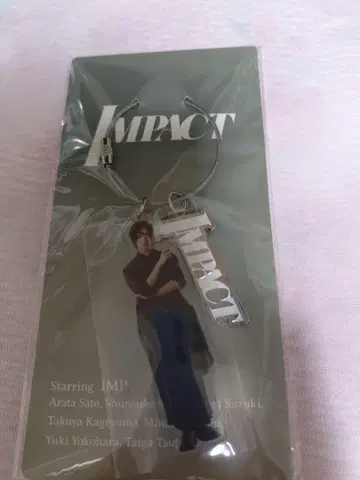 IMPACT
IMPACT
Starring IMP.
Arata Sato, Shunsuke Suzuki,
Takuya Kageyama,
Yuki Yokohara, Taiga